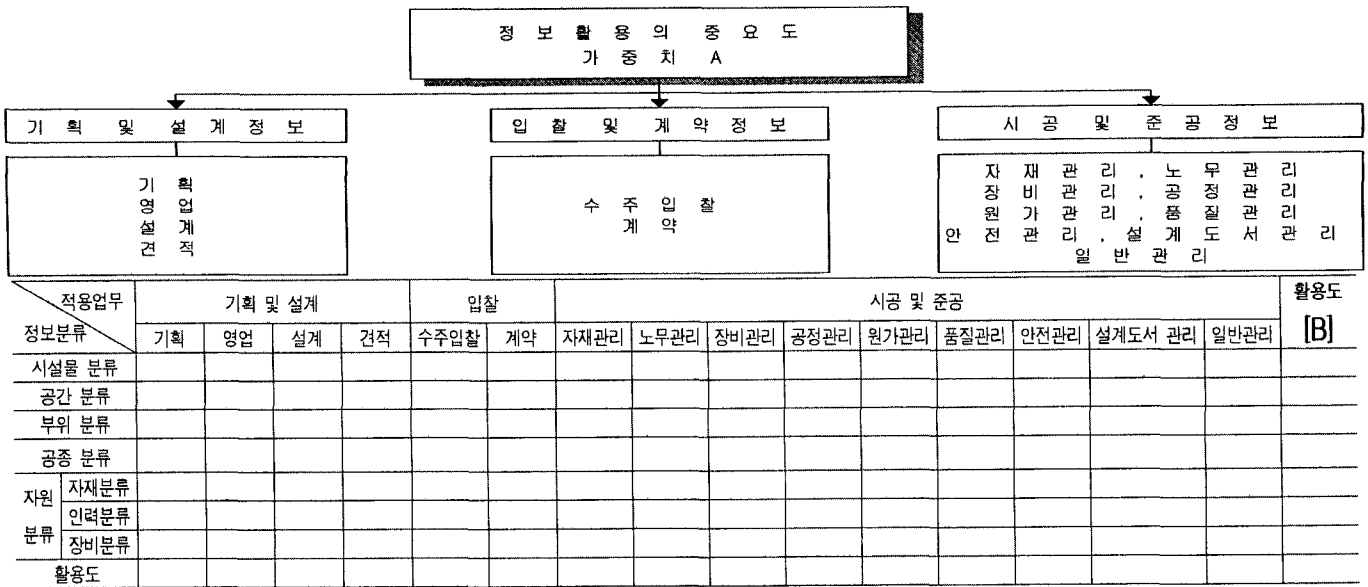 정보활용의 중요도
가중치 A
기획 및 설계정보
입찰 및 계약정보
시공 및 준공정보
기획
영업
설계
견적
수주입찰
계약
자재관리, 노무관리
장비관리, 공정관리
원가관리, 품질관리
안전관리, 설계도서관리
일반관리
적용업무
정보분류
기획 및 설계
입찰
시공 및 준공
활용도
[B]
기획 영업 설계 견적 수주입찰 계약 자재관리 노무관리 장비관리 공정관리 원가관리 품질관리 안전관리 설계도서 관리 일반관리
시설물 분류
공간 분류
부위 분류
공종 분류
자원
분류
자재분류
인력분류
장비분류
활용도